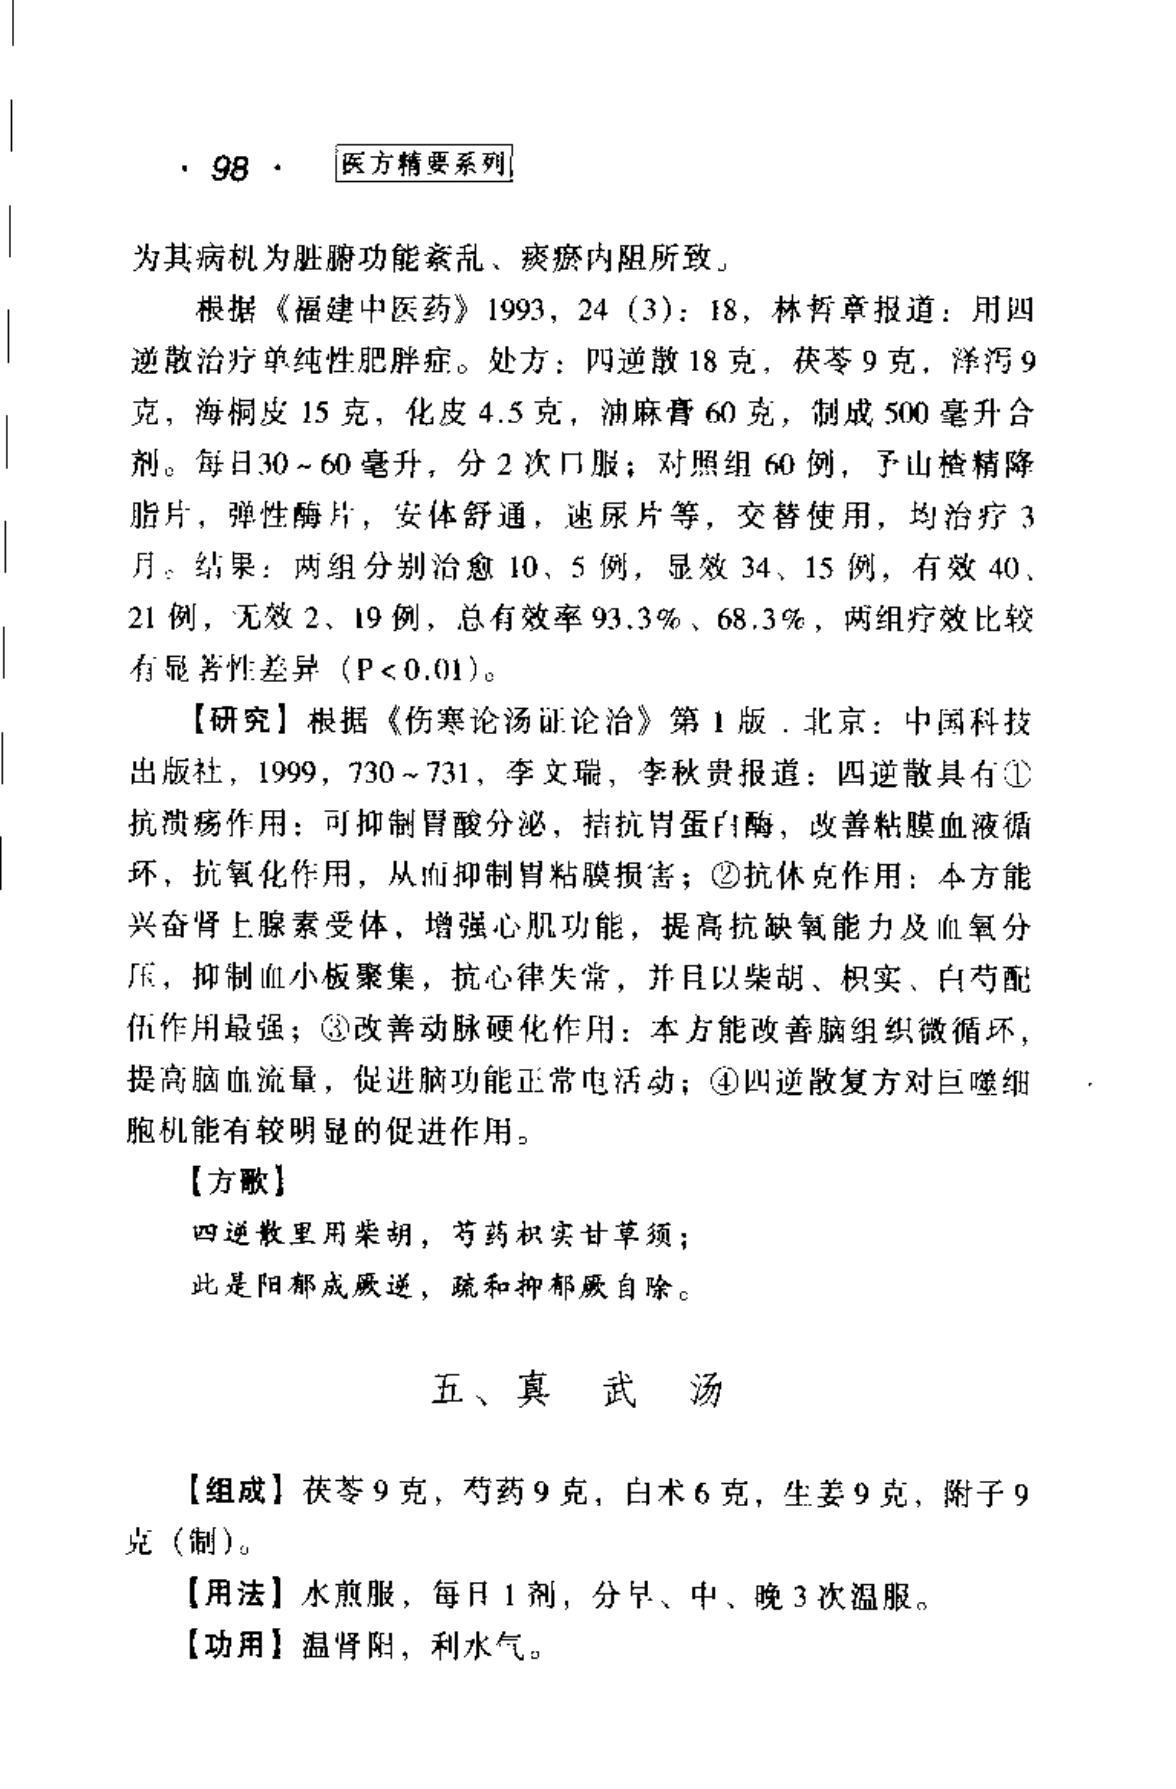 · 98 · 医方精要系列
为其病机为脏腑功能紊乱、痰瘀内阻所致。
根据《福建中医药》1993，24（3）：18，林哲章报道：用四
逆散治疗单纯性肥胖症。处方：四逆散 18 克，茯苓 9 克，泽泻 9
克，海桐皮 15 克，化皮 4.5 克，油麻膏 60 克，制成 500 毫升合
剂。每日30～60 毫升，分 2 次口服；对照组 60 例，予山楂精降
脂片，弹性酶片，安体舒通，速尿片等，交替使用，均治疗 3
月。结果：两组分别治愈 10、5 例，显效 34、15 例，有效 40、
21 例，无效 2、19 例，总有效率 93.3%、68.3%，两组疗效比较
有显著性差异（P＜0.01）。
【研究】根据《伤寒论汤证论治》第 1 版．北京：中国科技
出版社，1999，730～731，李文瑞，李秋贵报道：四逆散具有①
抗溃疡作用：可抑制胃酸分泌，拮抗胃蛋白酶，改善粘膜血液循
环，抗氧化作用，从而抑制胃粘膜损害；②抗休克作用：本方能
兴奋肾上腺素受体，增强心肌功能，提高抗缺氧能力及血氧分
压，抑制血小板聚集，抗心律失常，并且以柴胡、枳实、白芍配
伍作用最强；③改善动脉硬化作用：本方能改善脑组织微循环，
提高脑血流量，促进脑功能正常电活动；④四逆散复方对巨噬细
胞机能有较明显的促进作用。
【方歌】
四逆散里用柴胡，芍药枳实甘草须；
此是阳郁成厥逆，疏和抑郁厥自除。
五、真 武 汤
【组成】茯苓 9 克，芍药 9 克，白术 6 克，生姜 9 克，附子 9
克（制）。
【用法】水煎服，每日 1 剂，分早、中、晚 3 次温服。
【功用】温肾阳，利水气。